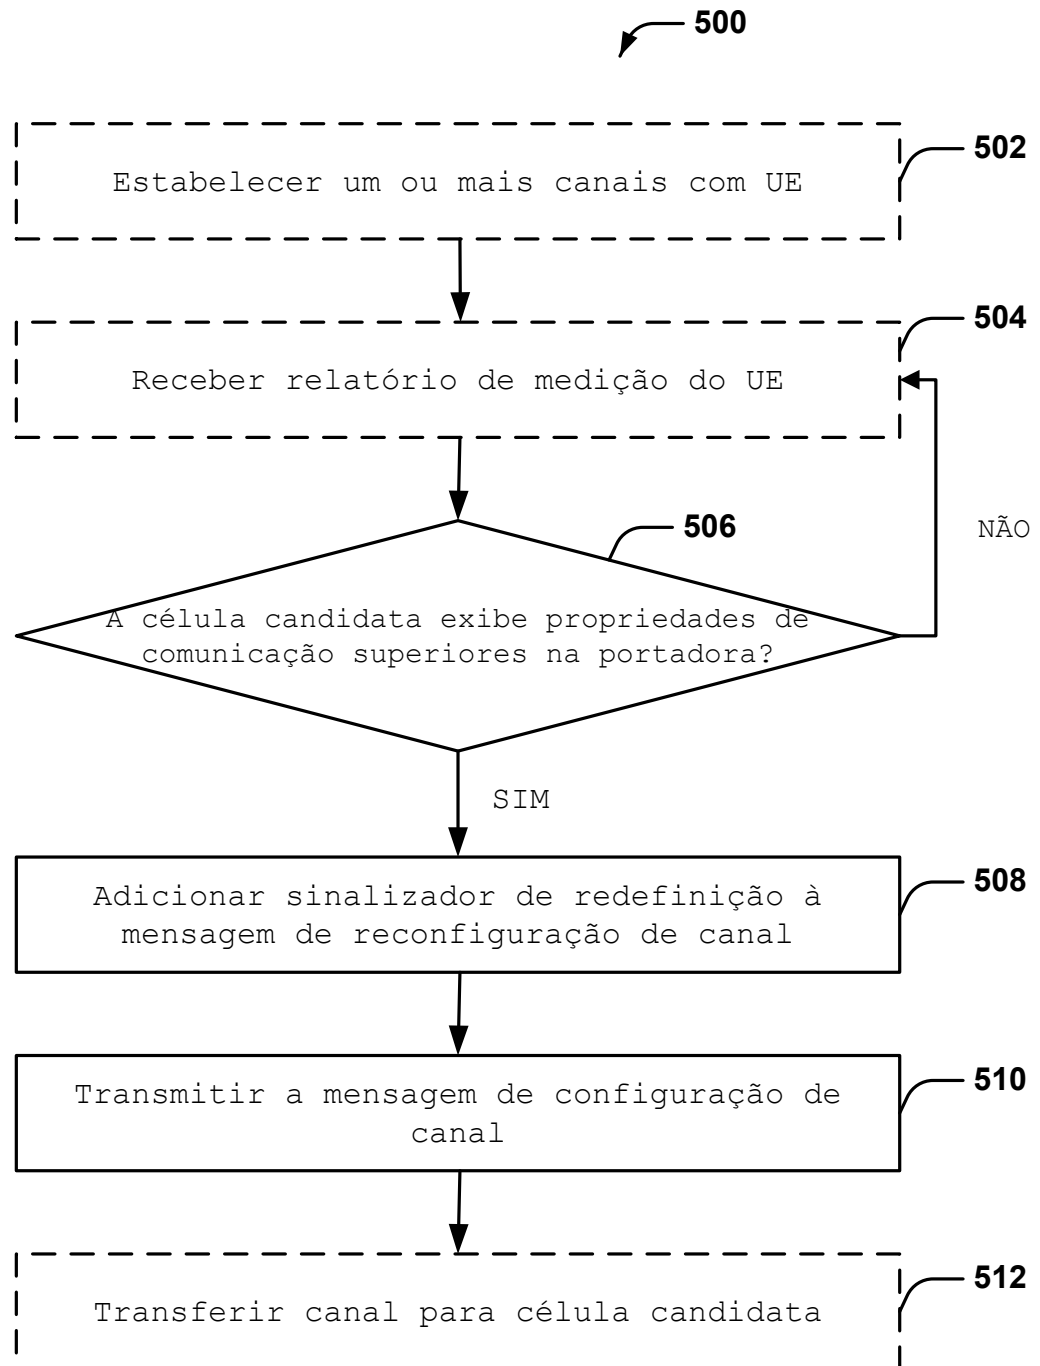 500
502
Estabelecer um ou mais canais com UE
504
Receber relatório de medição do UE
506
NÃO
A célula candidata exibe propriedades de
comunicação superiores na portadora?
SIM
508
Adicionar sinalizador de redefinição à
mensagem de reconfiguração de canal
510
Transmitir a mensagem de configuração de
canal
512
Transferir canal para célula candidata